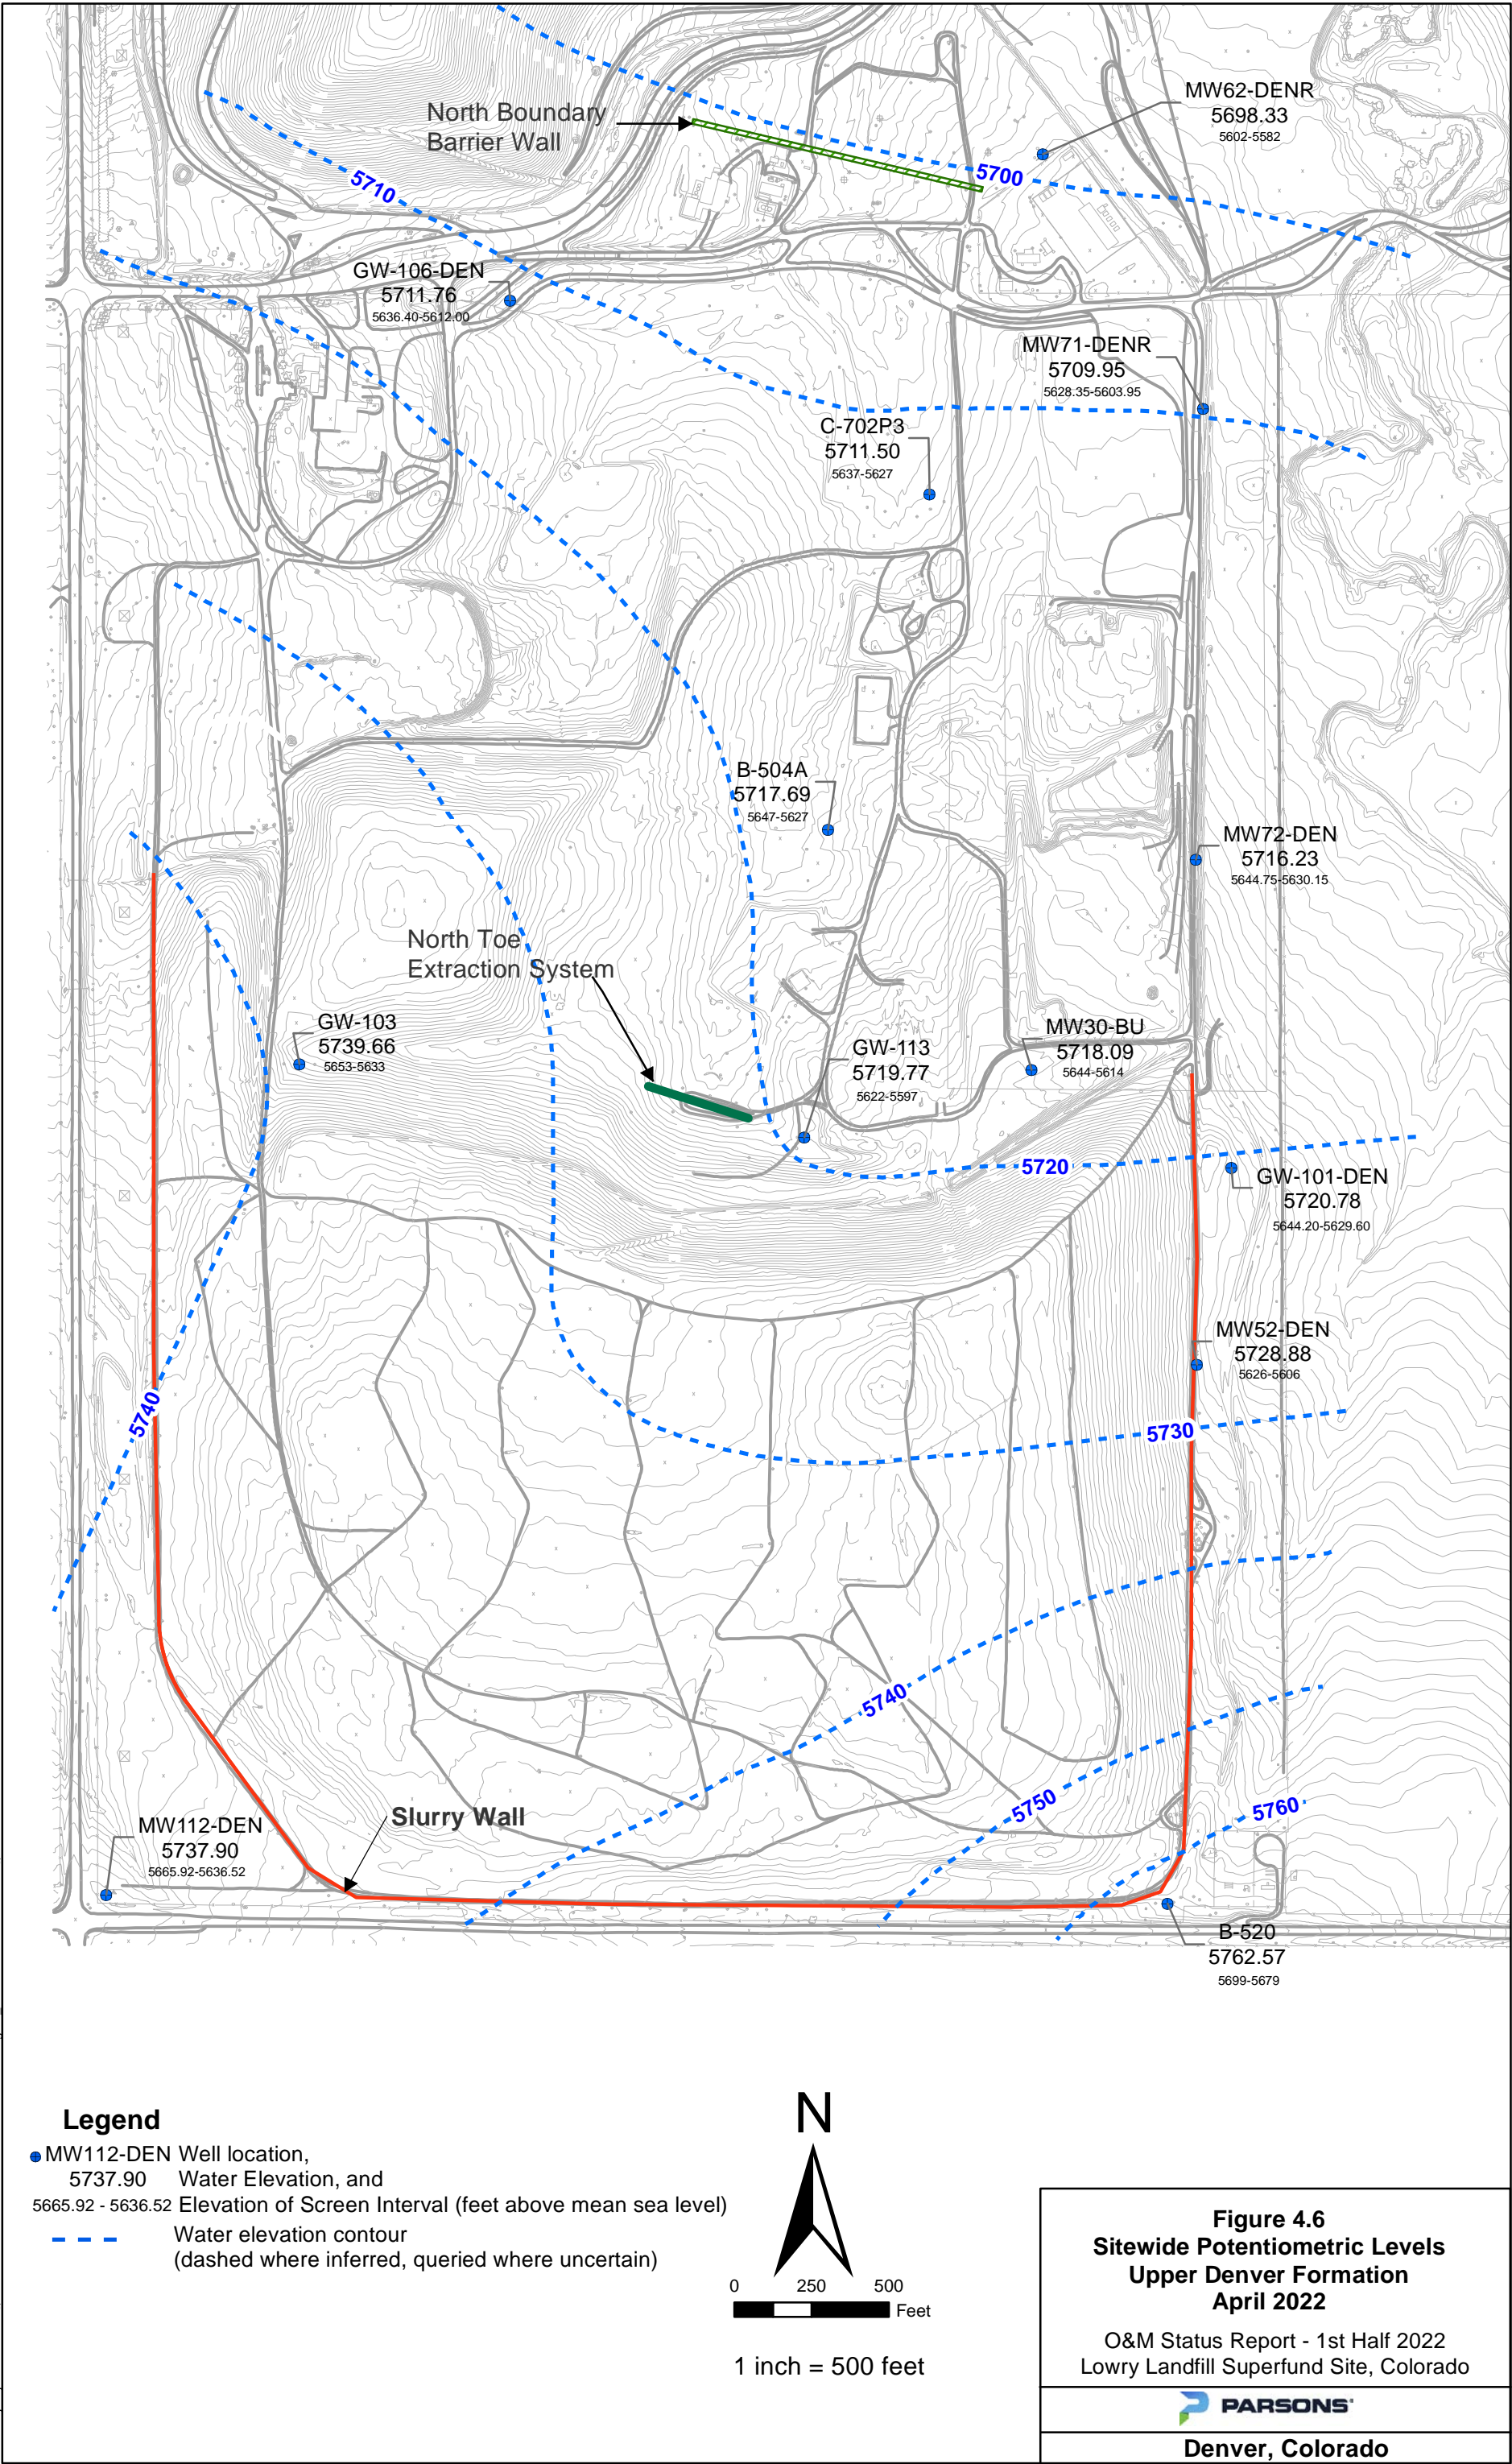 North Boundary
Barrier Wall
MW62-DENR
5698.33
5602-5582
5700
5710
GW-106-DEN
5711.76
5636.40-5612.00
MW71-DENR
5709.95
5628.35-5603.95
C-702P3
5711.50
5637-5627
B-504A
5717.69
5647-5627
MW72-DEN
5716.23
5644.75-5630.15
North Toe
Extraction System
GW-103
5739.66
5653-5633
GW-113
5719.77
5622-5597
MW30-BU
5718.09
5644-5614
5720
GW-101-DEN
5720.78
5644.20-5629.60
MW52-DEN
5728.88
5626-5606
5740
5730
5740
5750
5760
Slurry Wall
MW112-DEN
5737.90
5665.92-5636.52
B-520
5762.57
5699-5679
Legend
MW112-DEN Well location,
5737.90 Water Elevation, and
5665.92 - 5636.52 Elevation of Screen Interval (feet above mean sea level)
Water elevation contour
(dashed where inferred, queried where uncertain)
N
0 250 500
Feet
1 inch = 500 feet
Figure 4.6
Sitewide Potentiometric Levels
Upper Denver Formation
April 2022
O&M Status Report - 1st Half 2022
Lowry Landfill Superfund Site, Colorado
PARSONS
Denver, Colorado